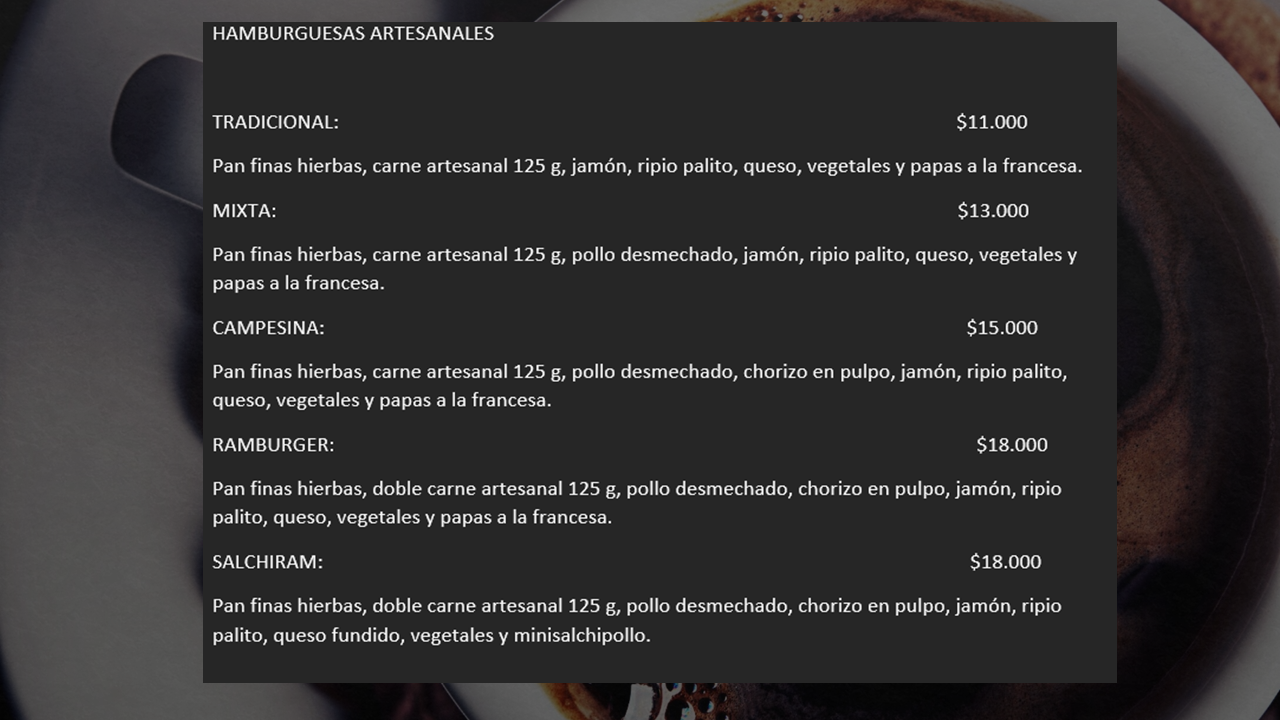 HAMBURGUESAS ARTESANALES
TRADICIONAL: $11.000
Pan finas hierbas, carne artesanal 125 g, jamón, ripio palito, queso, vegetales y papas a la francesa.
MIXTA: $13.000
Pan finas hierbas, carne artesanal 125 g, pollo desmechado, jamón, ripio palito, queso, vegetales y
papas a la francesa.
CAMPESINA: $15.000
Pan finas hierbas, carne artesanal 125 g, pollo desmechado, chorizo en pulpo, jamón, ripio palito,
queso, vegetales y papas a la francesa.
RAMBURGER: $18.000
Pan finas hierbas, doble carne artesanal 125 g, pollo desmechado, chorizo en pulpo, jamón, ripio
palito, queso, vegetales y papas a la francesa.
SALCHIRAM: $18.000
Pan finas hierbas, doble carne artesanal 125 g, pollo desmechado, chorizo en pulpo, jamón, ripio
palito, queso fundido, vegetales y minisalchipollo.